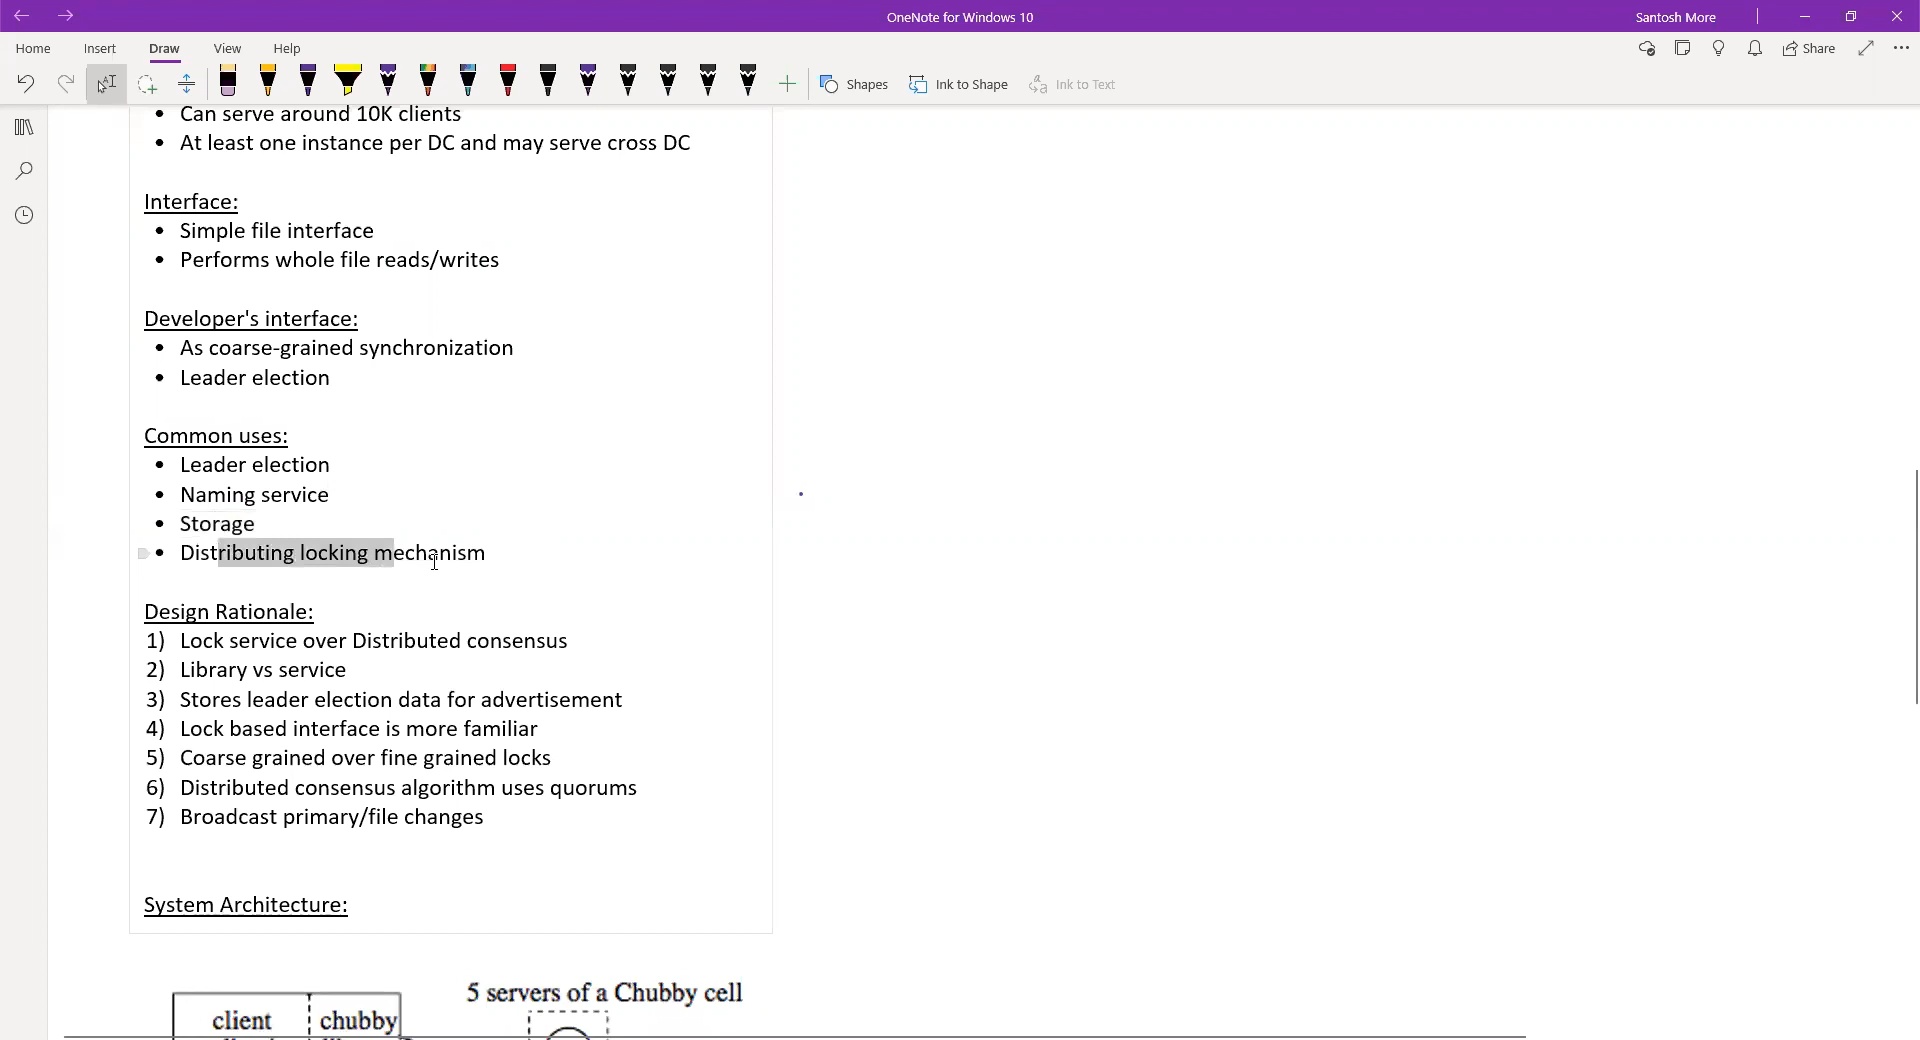 OneNote for Windows 10
Santosh More
Home Insert Draw View Help
Share
Shapes Ink to Shape Ink to Text
• Can serve around 10K clients
• At least one instance per DC and may serve cross DC
Interface:
• Simple file interface
• Performs whole file reads/writes
Developer's interface:
• As coarse-grained synchronization
• Leader election
Common uses:
• Leader election
• Naming service
• Storage
• Distributing locking mechanism
Design Rationale:
1) Lock service over Distributed consensus
2) Library vs service
3) Stores leader election data for advertisement
4) Lock based interface is more familiar
5) Coarse grained over fine grained locks
6) Distributed consensus algorithm uses quorums
7) Broadcast primary/file changes
System Architecture:
5 servers of a Chubby cell
client chubby